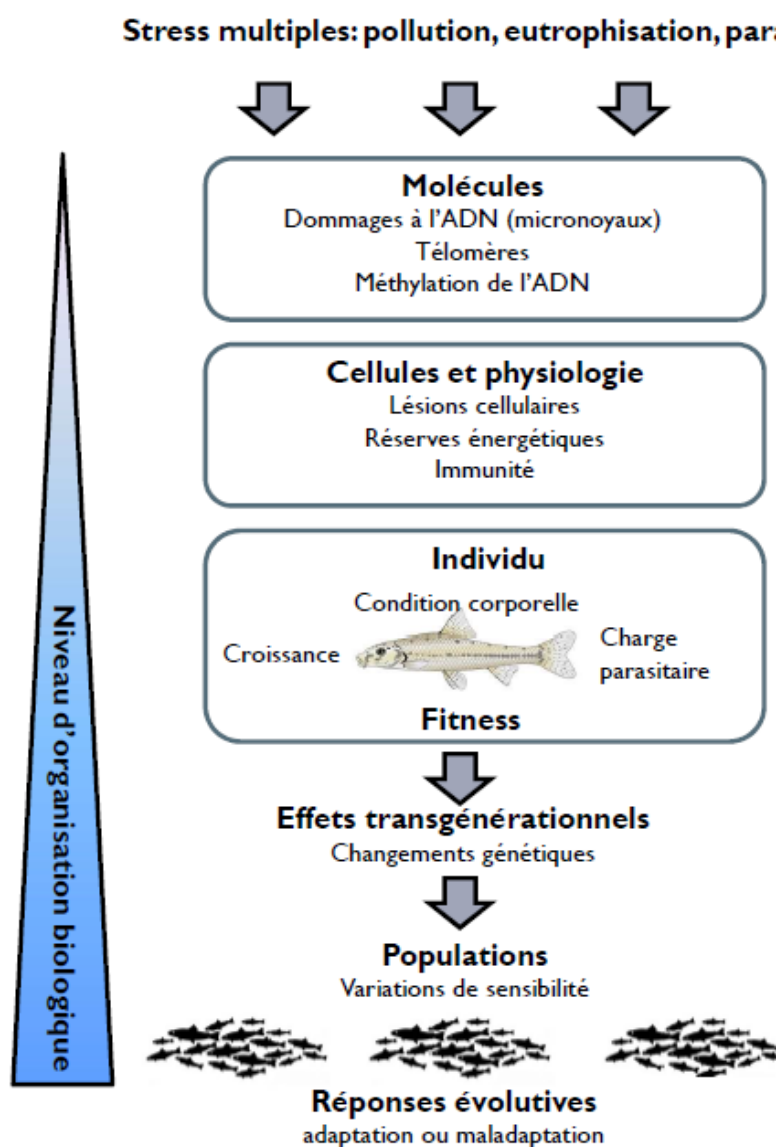 Stress multiples: pollution, eutrophisation, para
Molécules
Dommages à l'ADN (micronoyaux)
Télomères
Méthylation de l'ADN
Cellules et physiologie
Lésions cellulaires
Réserves énergétiques
Immunité
Individu
Condition corporelle
Croissance
Charge
parasitaire
Fitness
Effets transgénérationnels
Changements génétiques
Populations
Variations de sensibilité
Réponses évolutives
adaptation ou maladaptation
Niveau d'organisation biologique